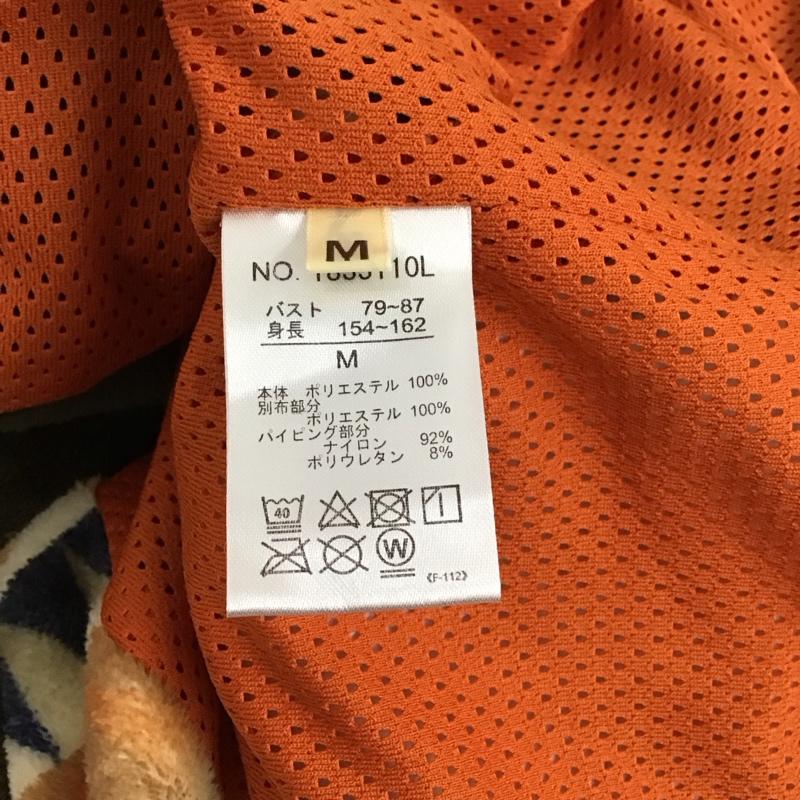 M
NO. 10L
バスト 79~87
身長 154~162
M
本体 ポリエステル 100%
別布部分
ポリエステル 100%
パイピング部分
ナイロン 92%
ポリウレタン 8%
40
W
《F-112》